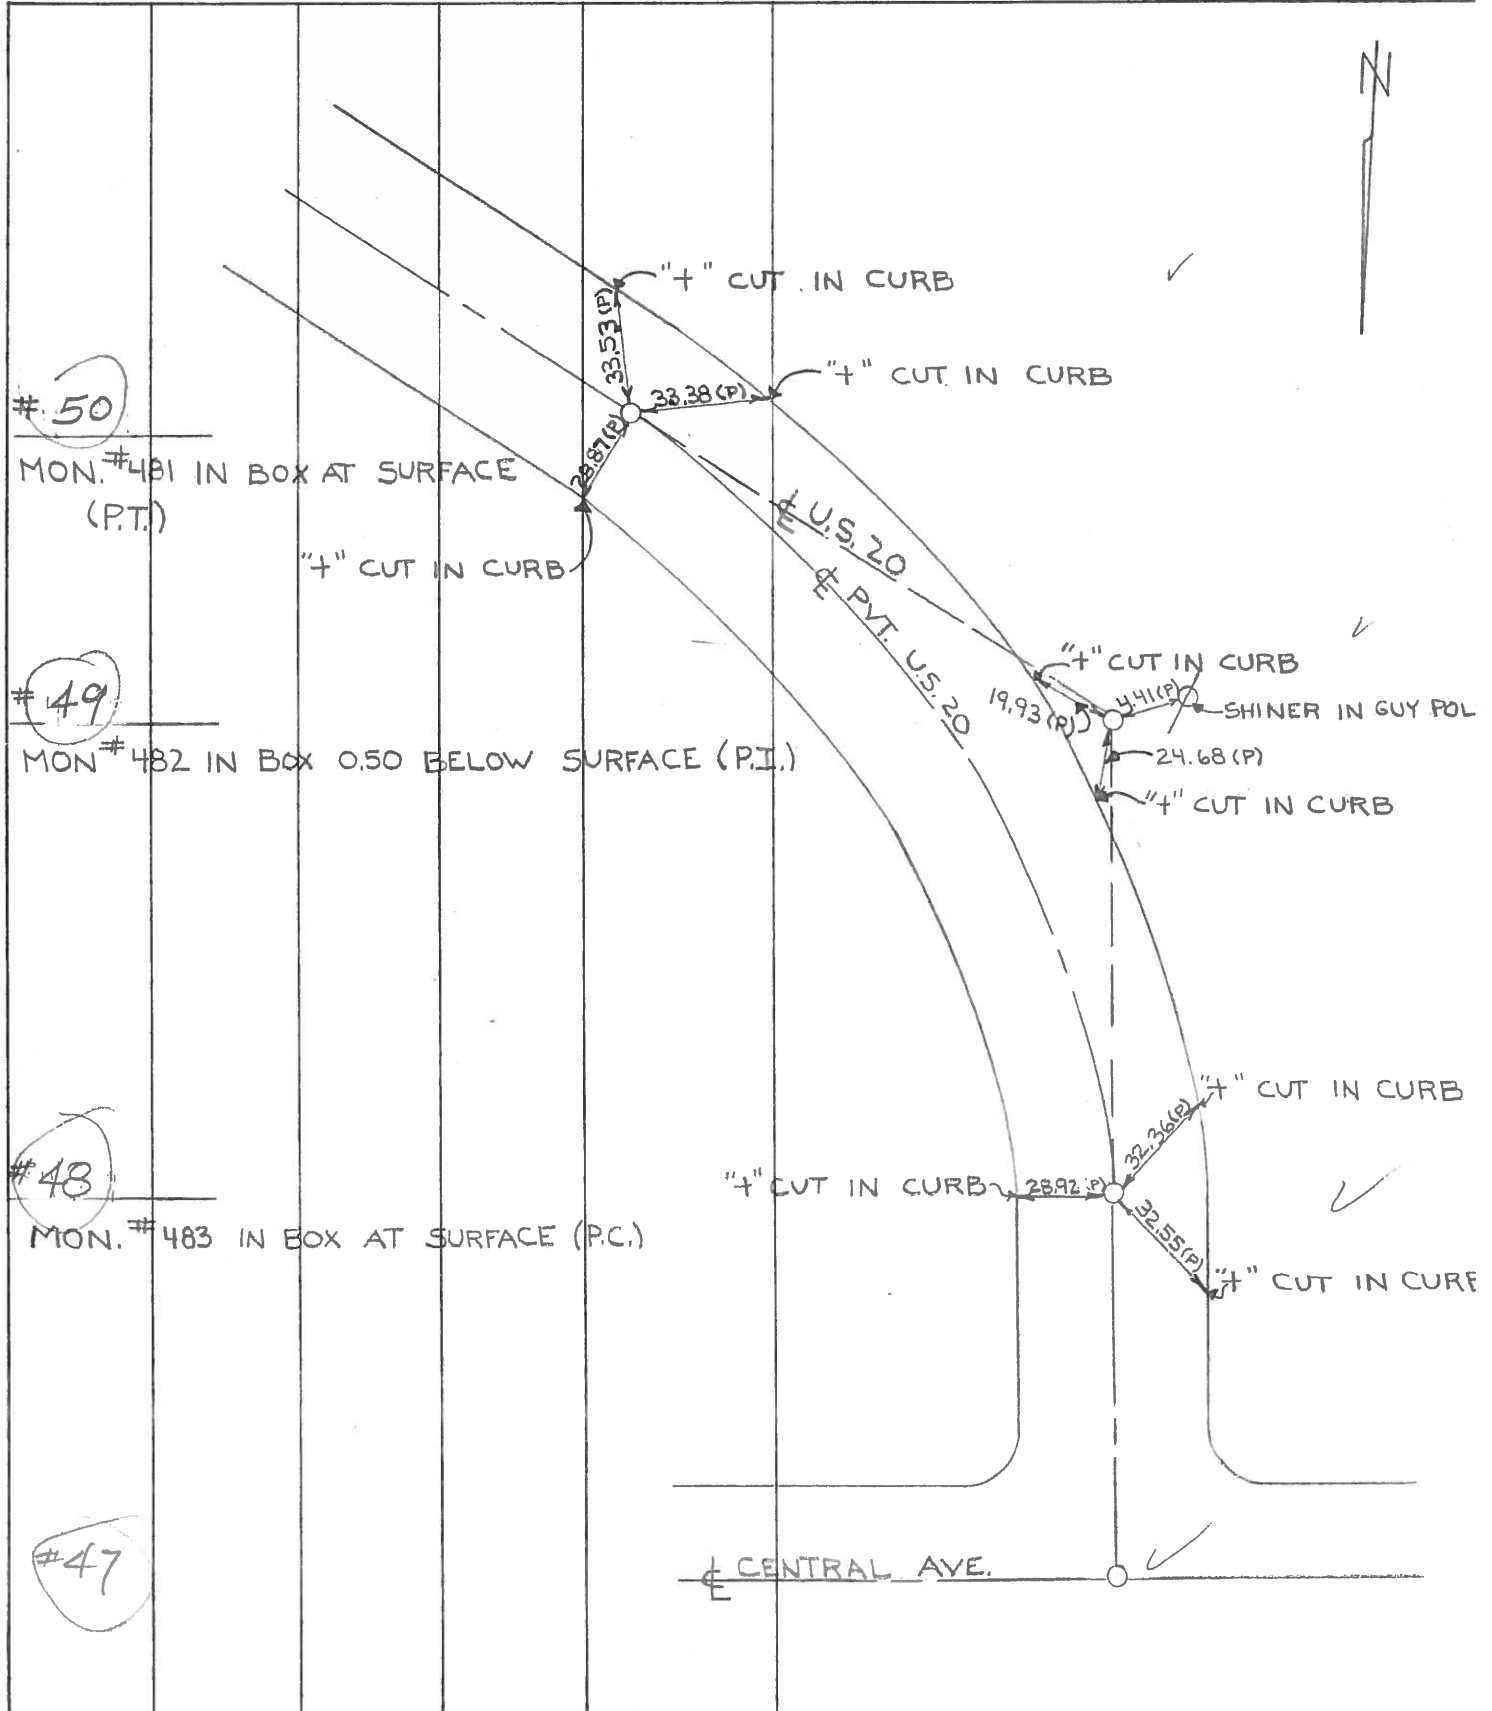 N
"+" CUT IN CURB
33.53 (P)
"+" CUT IN CURB
33.38 (P)
# 50
28.87 (P)
MON. #481 IN BOX AT SURFACE
(P.T.)
"+" CUT IN CURB
℄ U.S. 20
℄ PVT. U.S. 20
# 49
"+" CUT IN CURB
19.93 (P)
4.41 (P)
SHINER IN GUY POL
MON #482 IN BOX 0.50 BELOW SURFACE (P.I.)
24.68 (P)
"+" CUT IN CURB
"+" CUT IN CURB
32.36 (P)
# 48
"+" CUT IN CURB
28.92 (P)
MON. #483 IN BOX AT SURFACE (P.C.)
32.55 (P)
"+" CUT IN CURB
#47
℄ CENTRAL AVE.